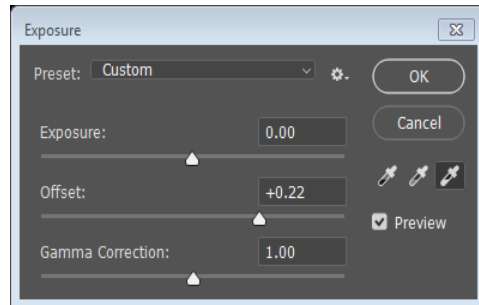 Exposure
Preset: Custom
OK
Cancel
Exposure: 0.00
Offset: +0.22
Preview
Gamma Correction: 1.00